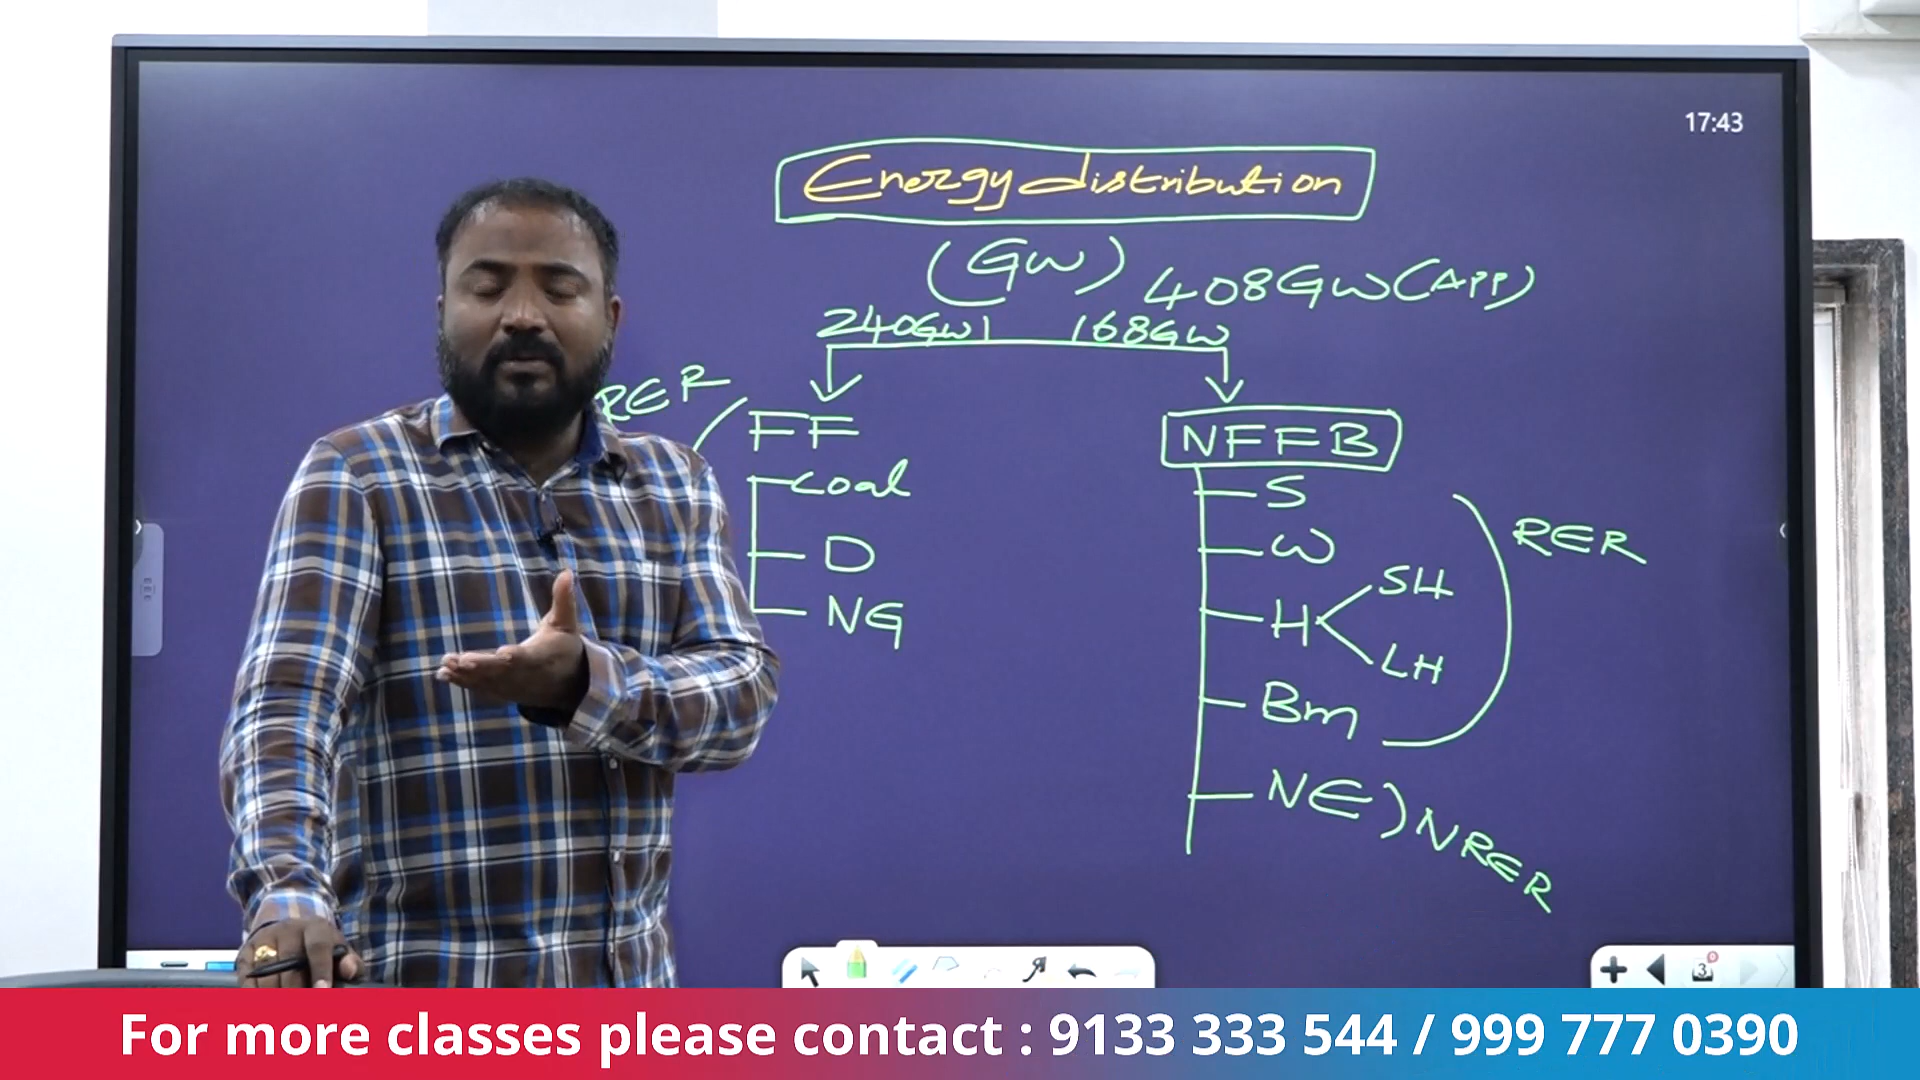 17:43
Energy distribution
(GW) 408GW(APP)
240GW 168GW
RER
FF
Coal
D
NG
NFFB
S
W
H
SH
LH
Bm
RER
NE) NRER
3
For more classes please contact : 9133 333 544 / 999 777 0390